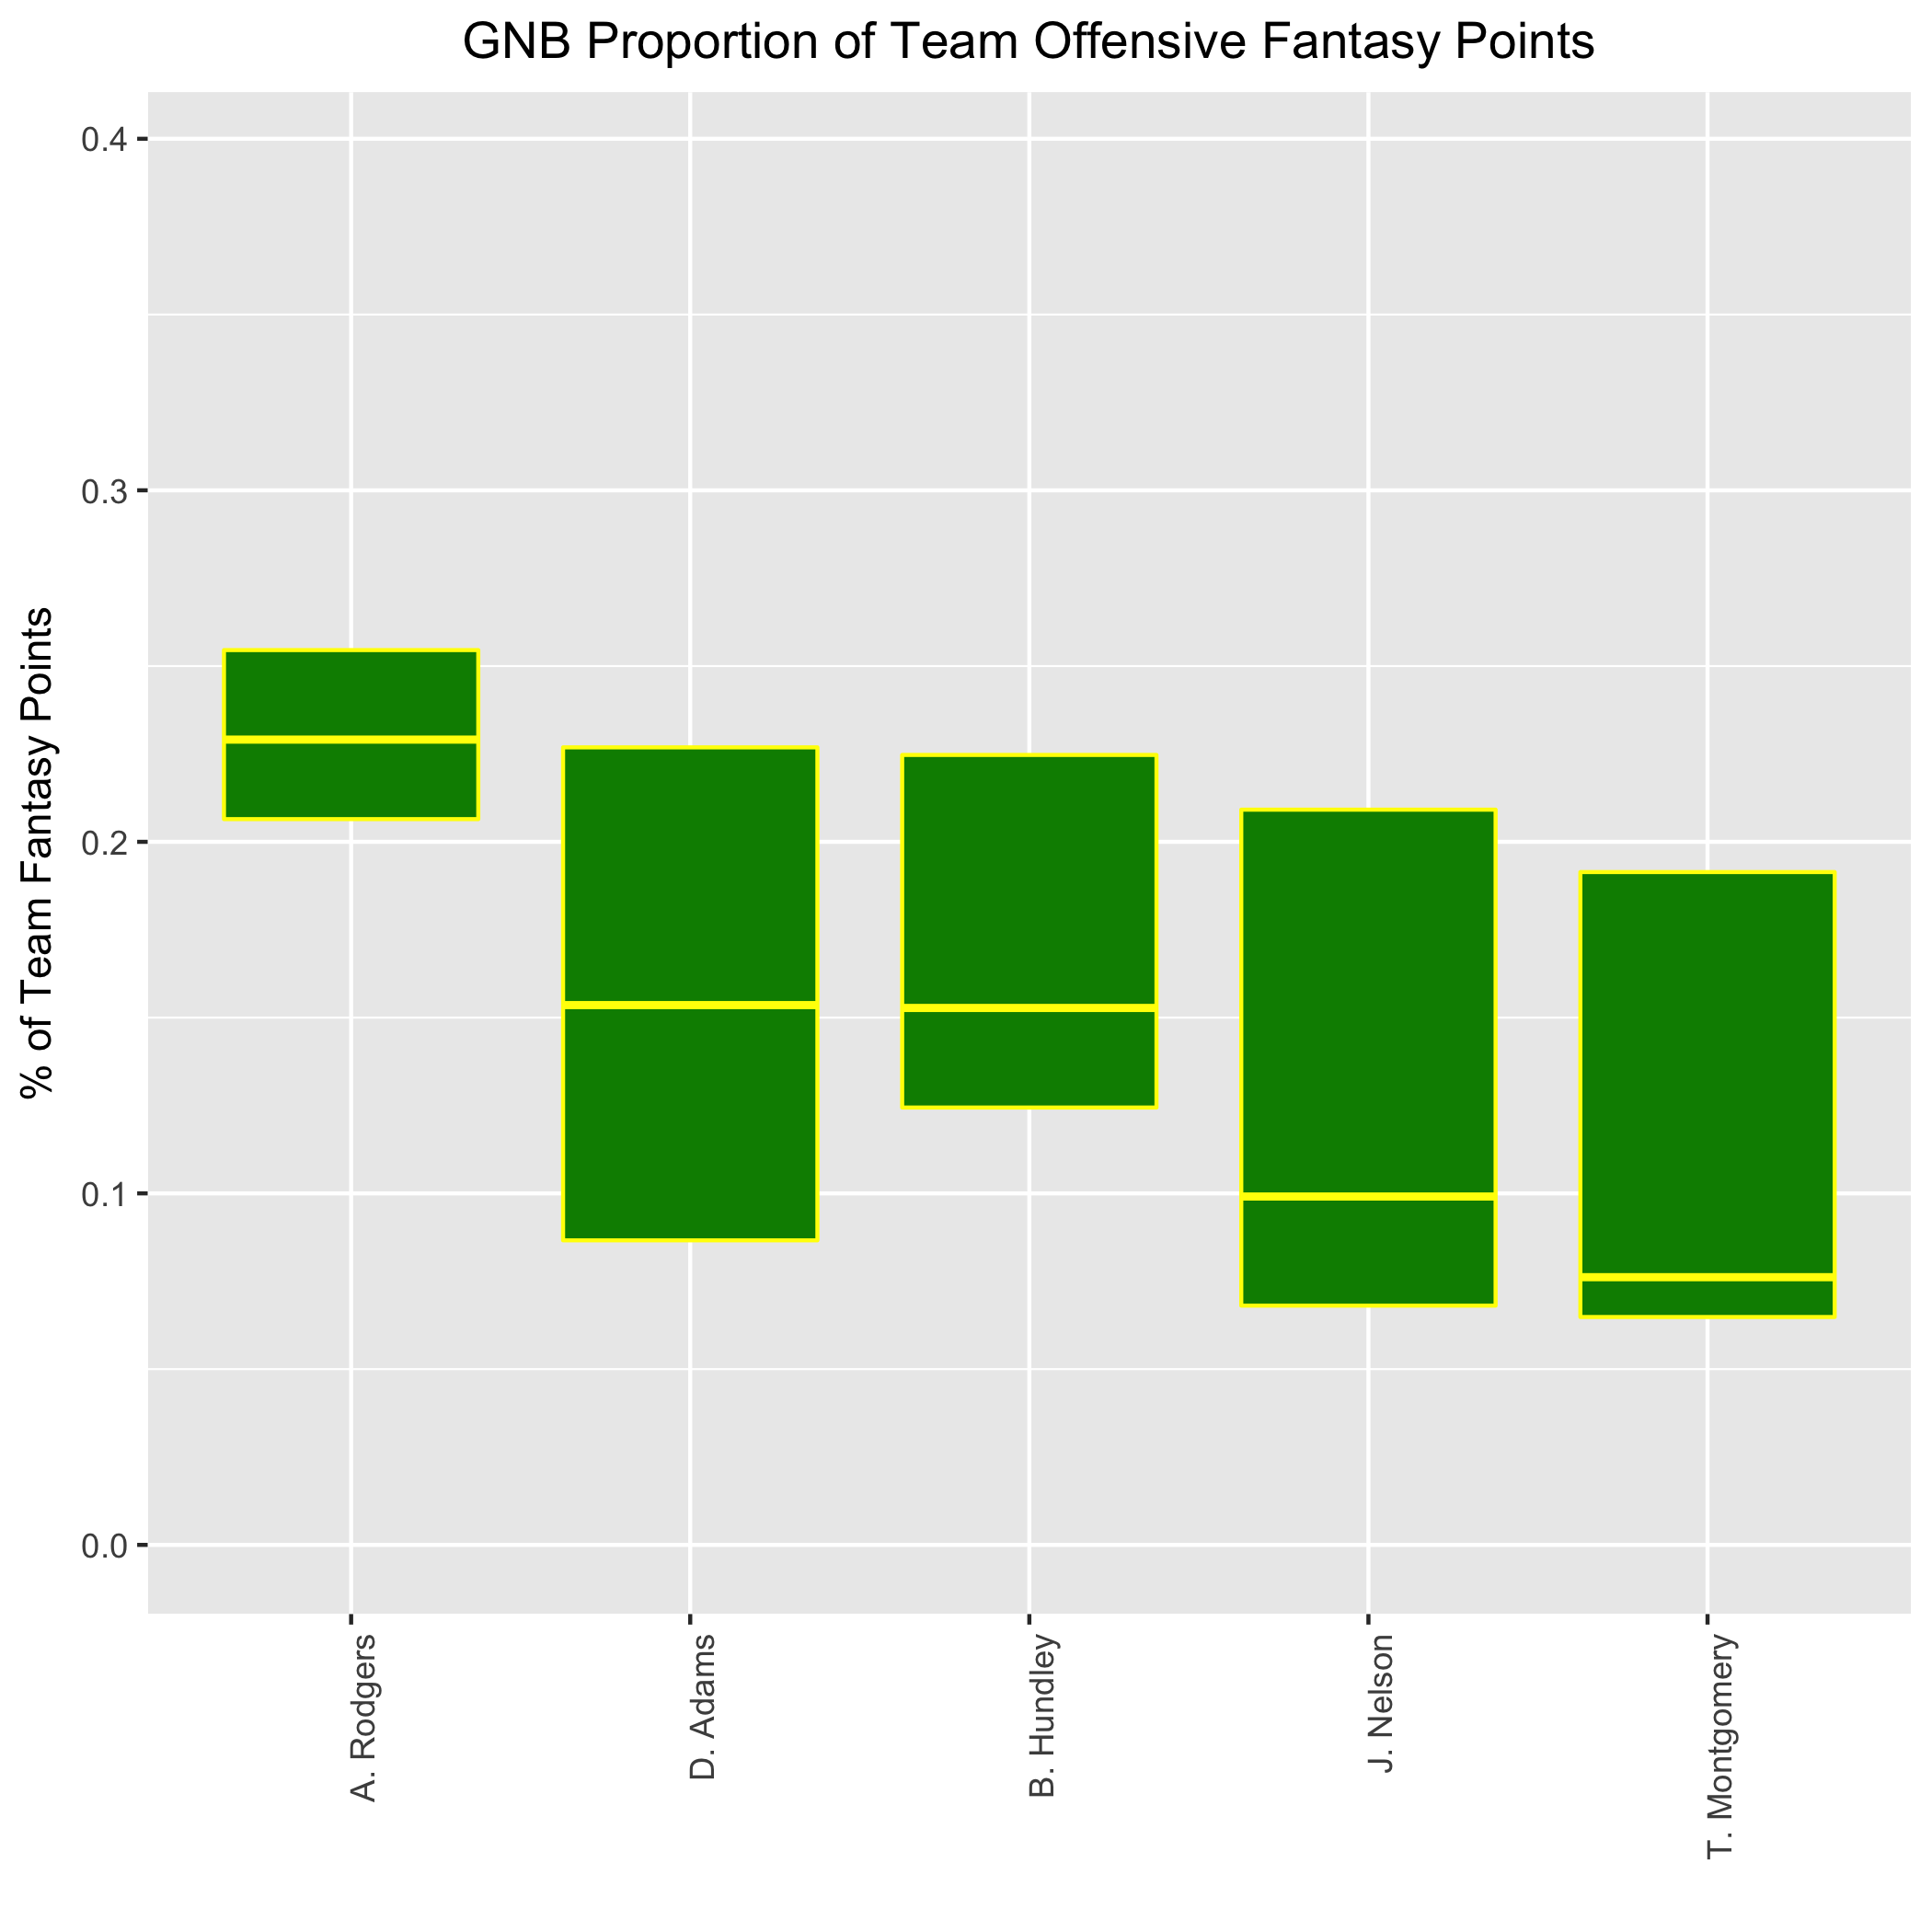 GNB Proportion of Team Offensive Fantasy Points
% of Team Fantasy Points
0.4
0.3
0.2
0.1
0.0
A. Rodgers
D. Adams
B. Hundley
J. Nelson
T. Montgomery